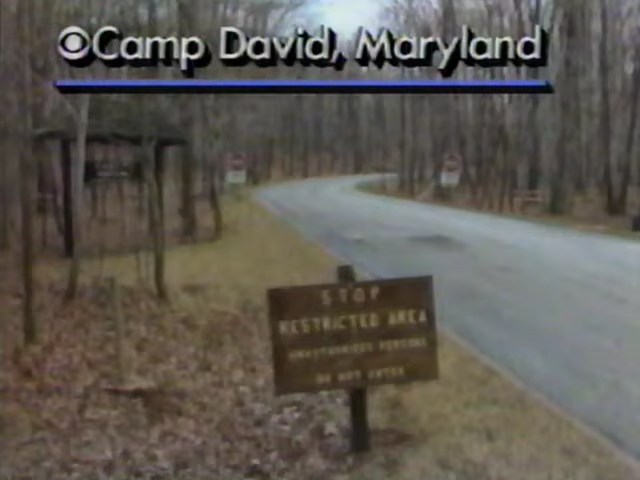 Camp David, Maryland
STOP
RESTRICTED AREA
UNAUTHORIZED PERSONS
DO NOT ENTER